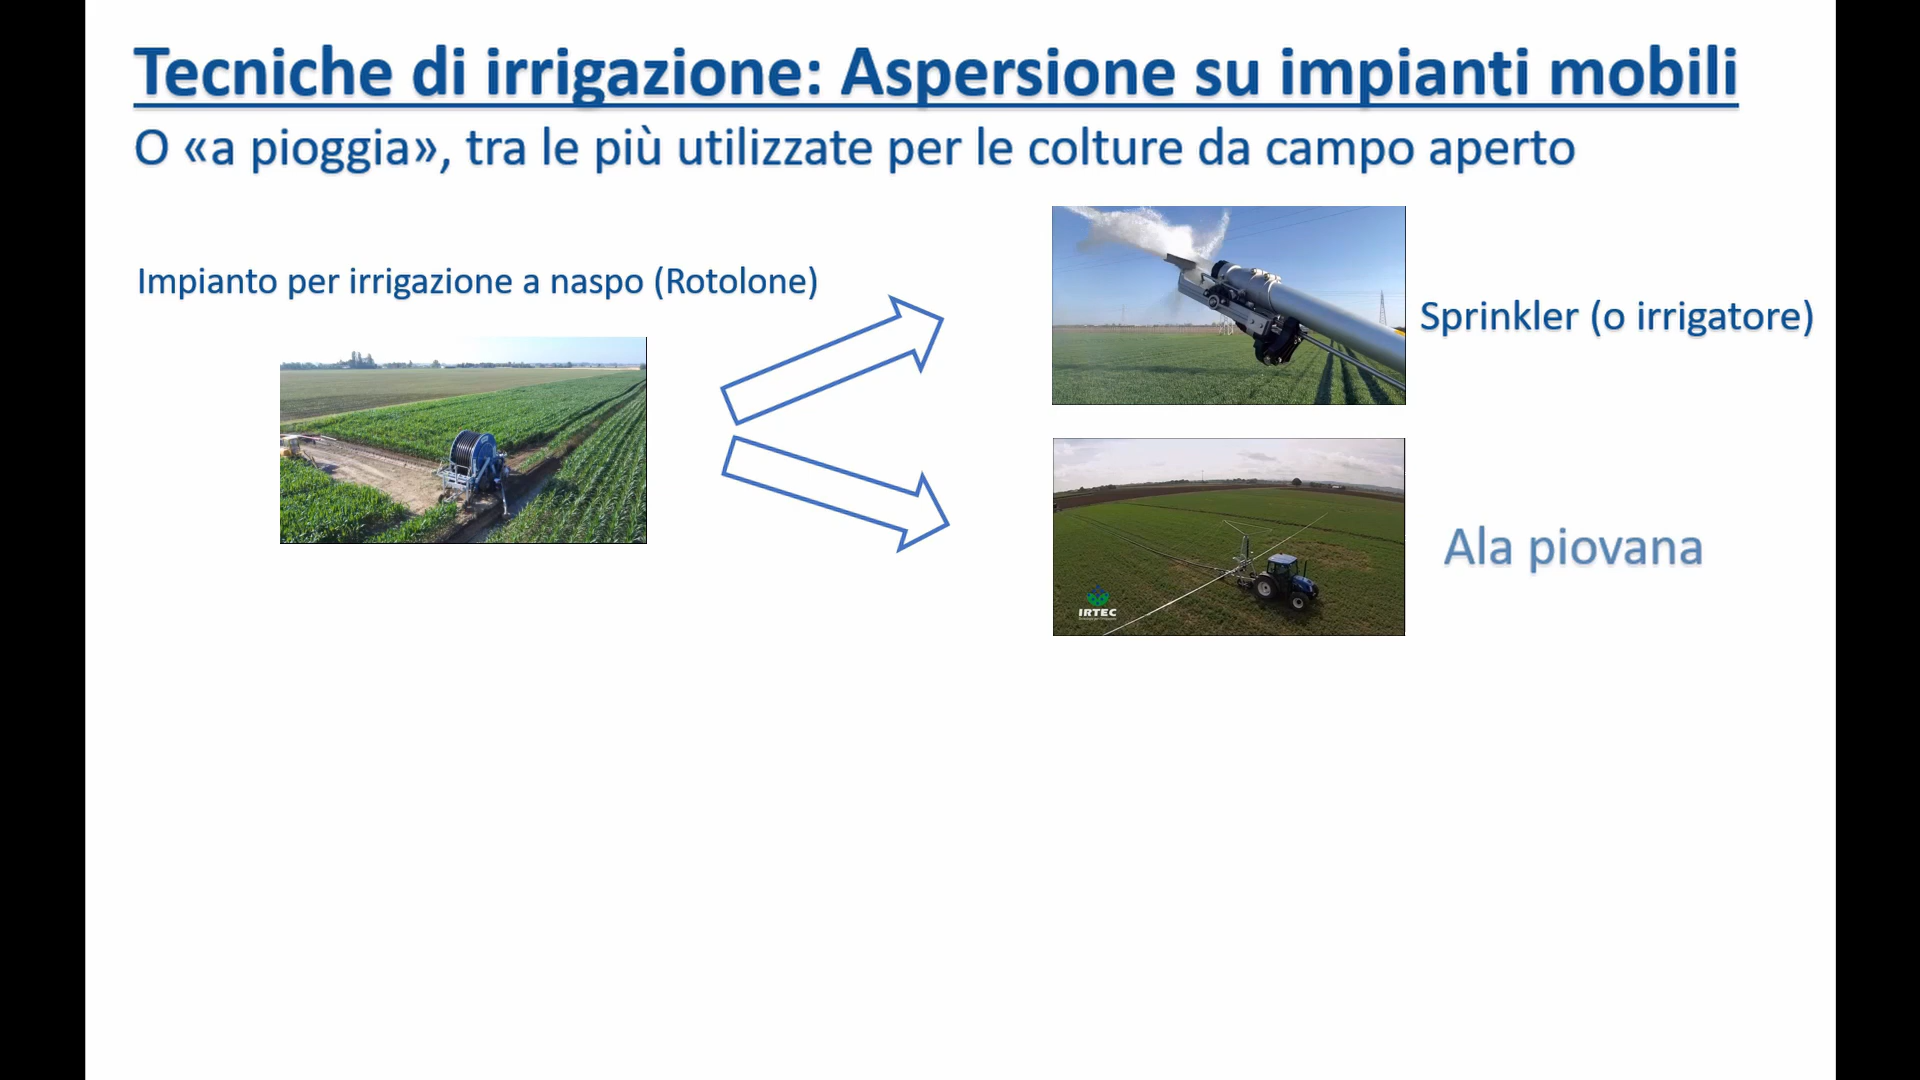 Tecniche di irrigazione: Aspersione su impianti mobili
O «a pioggia», tra le più utilizzate per le colture da campo aperto
Impianto per irrigazione a naspo (Rotolone)
Sprinkler (o irrigatore)
Ala piovana
IRTEC